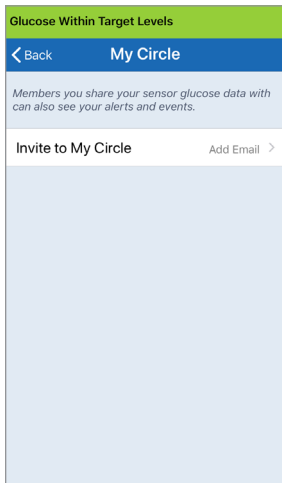 Glucose Within Target Levels
Back My Circle
Members you share your sensor glucose data with
can also see your alerts and events.
Invite to My Circle Add Email